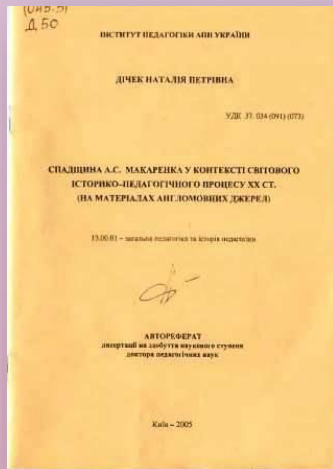 Д 50
ІНСТИТУТ ПЕДАГОГІКИ АПН УКРАЇНИ
ДІЧЕК НАТАЛІЯ ПЕТРІВНА
УДК 37. 034 (091) (073)
СПАДЩИНА А.С. МАКАРЕНКА У КОНТЕКСТІ СВІТОВОГО
ІСТОРИКО–ПЕДАГОГІЧНОГО ПРОЦЕСУ ХХ СТ.
(НА МАТЕРІАЛАХ АНГЛОМОВНИХ ДЖЕРЕЛ)
13.00.01 – загальна педагогіка та історія педагогіки
АВТОРЕФЕРАТ
дисертації на здобуття наукового ступеня
доктора педагогічних наук
Київ – 2005